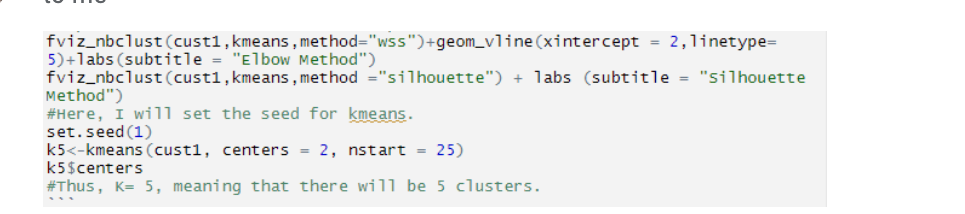 fviz_nbclust(cust1,kmeans,method="wss")+geom_vline(xintercept = 2,linetype=
5)+labs(subtitle = "Elbow Method")
fviz_nbclust(cust1,kmeans,method ="silhouette") + labs (subtitle = "Silhouette
Method")
#Here, I will set the seed for kmeans.
set.seed(1)
k5<-kmeans(cust1, centers = 2, nstart = 25)
k5$centers
#Thus, K= 5, meaning that there will be 5 clusters.
```